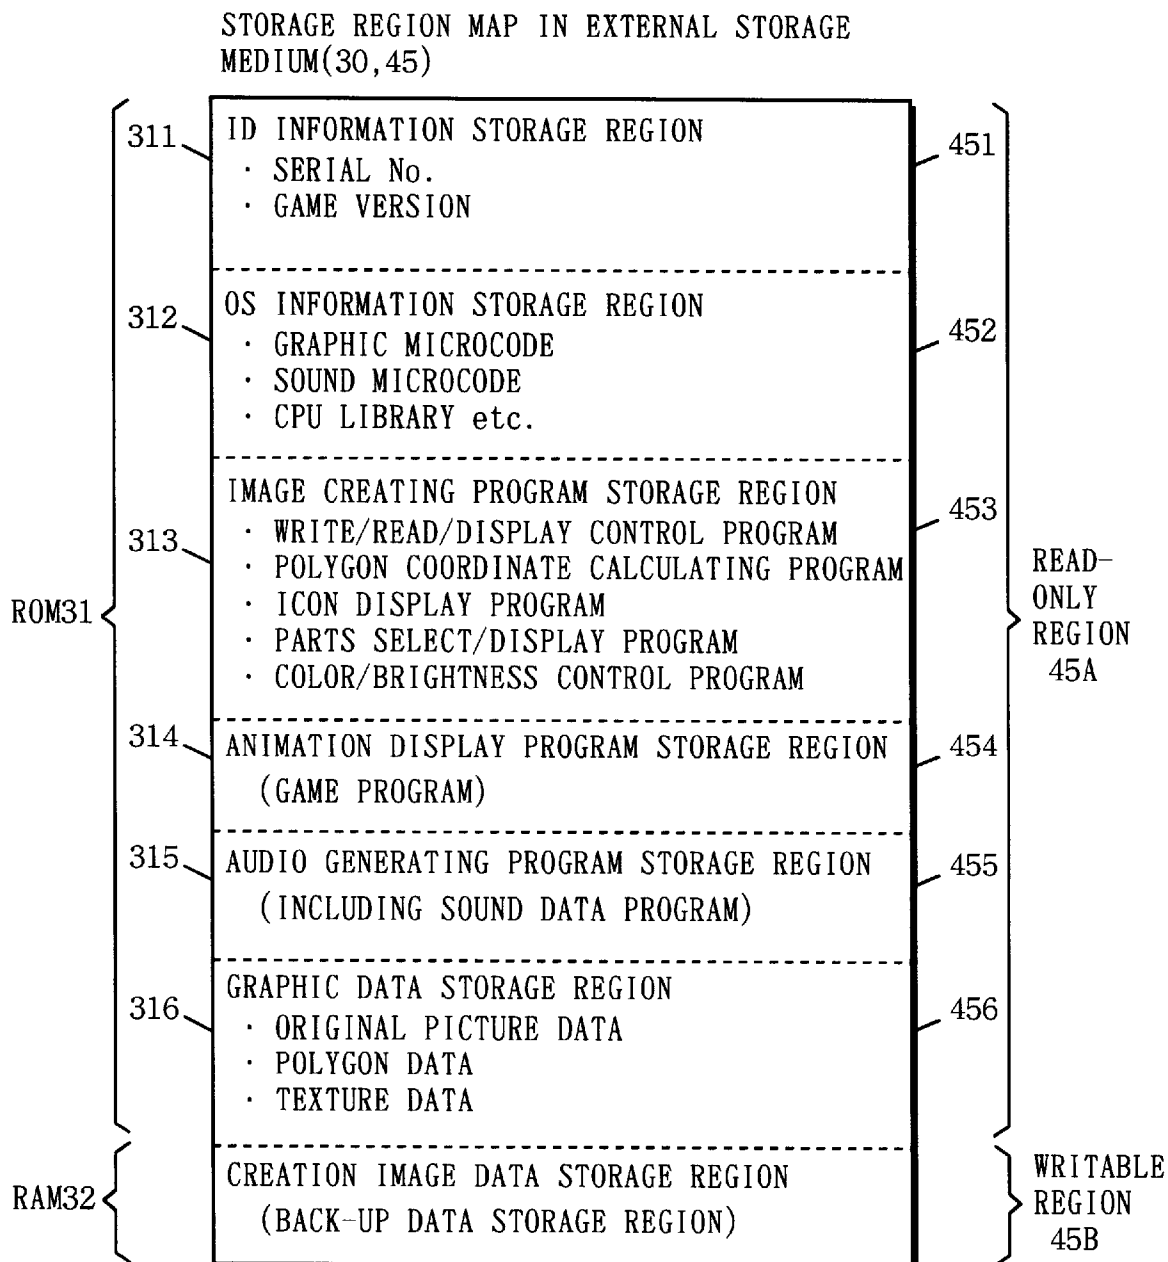 STORAGE REGION MAP IN EXTERNAL STORAGE
MEDIUM(30,45)
311
ID INFORMATION STORAGE REGION
· SERIAL No.
· GAME VERSION
451
312
OS INFORMATION STORAGE REGION
· GRAPHIC MICROCODE
· SOUND MICROCODE
· CPU LIBRARY etc.
452
313
IMAGE CREATING PROGRAM STORAGE REGION
· WRITE/READ/DISPLAY CONTROL PROGRAM
· POLYGON COORDINATE CALCULATING PROGRAM
· ICON DISPLAY PROGRAM
· PARTS SELECT/DISPLAY PROGRAM
· COLOR/BRIGHTNESS CONTROL PROGRAM
453
ROM31
READ-
ONLY
REGION
45A
314
ANIMATION DISPLAY PROGRAM STORAGE REGION
(GAME PROGRAM)
454
315
AUDIO GENERATING PROGRAM STORAGE REGION
(INCLUDING SOUND DATA PROGRAM)
455
316
GRAPHIC DATA STORAGE REGION
· ORIGINAL PICTURE DATA
· POLYGON DATA
· TEXTURE DATA
456
RAM32
CREATION IMAGE DATA STORAGE REGION
(BACK-UP DATA STORAGE REGION)
WRITABLE
REGION
45B